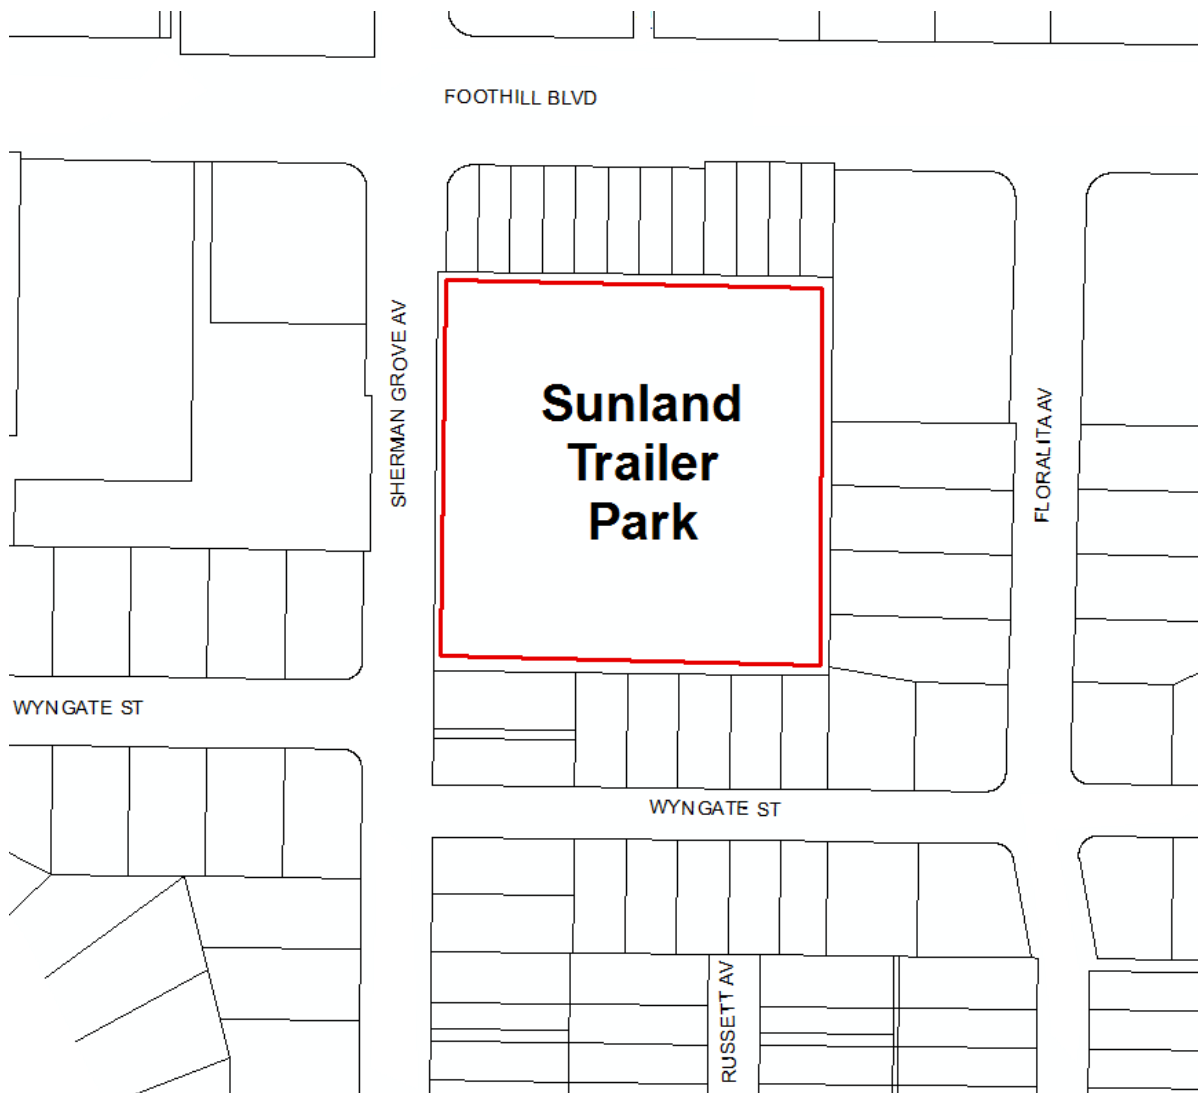 FOOTHILL BLVD
SHERMAN GROVE AV
Sunland
Trailer
Park
FLORALITA AV
WYNGATE ST
WYNGATE ST
RUSSETT AV